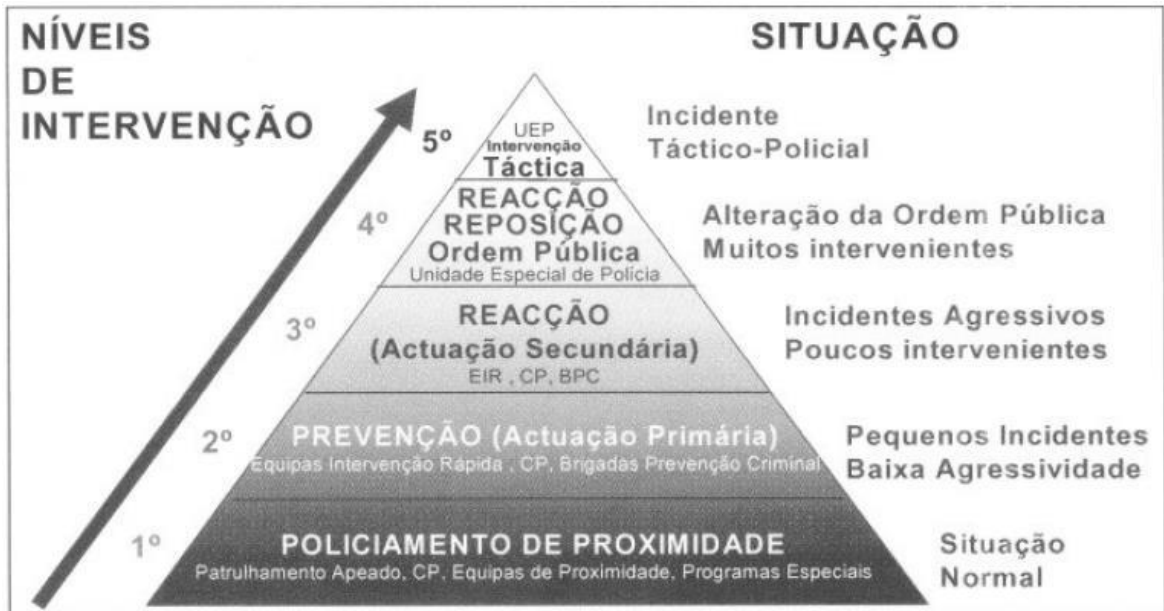 NÍVEIS
DE
INTERVENÇÃO
SITUAÇÃO
5º
UEP
Intervenção
Táctica
Incidente
Táctico-Policial
4º
REACÇÃO
REPOSIÇÃO
Ordem Pública
Unidade Especial de Polícia
Alteração da Ordem Pública
Muitos intervenientes
3º
REACÇÃO
(Actuação Secundária)
EIR , CP, BPC
Incidentes Agressivos
Poucos intervenientes
2º
PREVENÇÃO (Actuação Primária)
Equipas Intervenção Rápida , CP, Brigadas Prevenção Criminal
Pequenos Incidentes
Baixa Agressividade
1º
POLICIAMENTO DE PROXIMIDADE
Patrulhamento Apeado, CP, Equipas de Proximidade, Programas Especiais
Situação
Normal